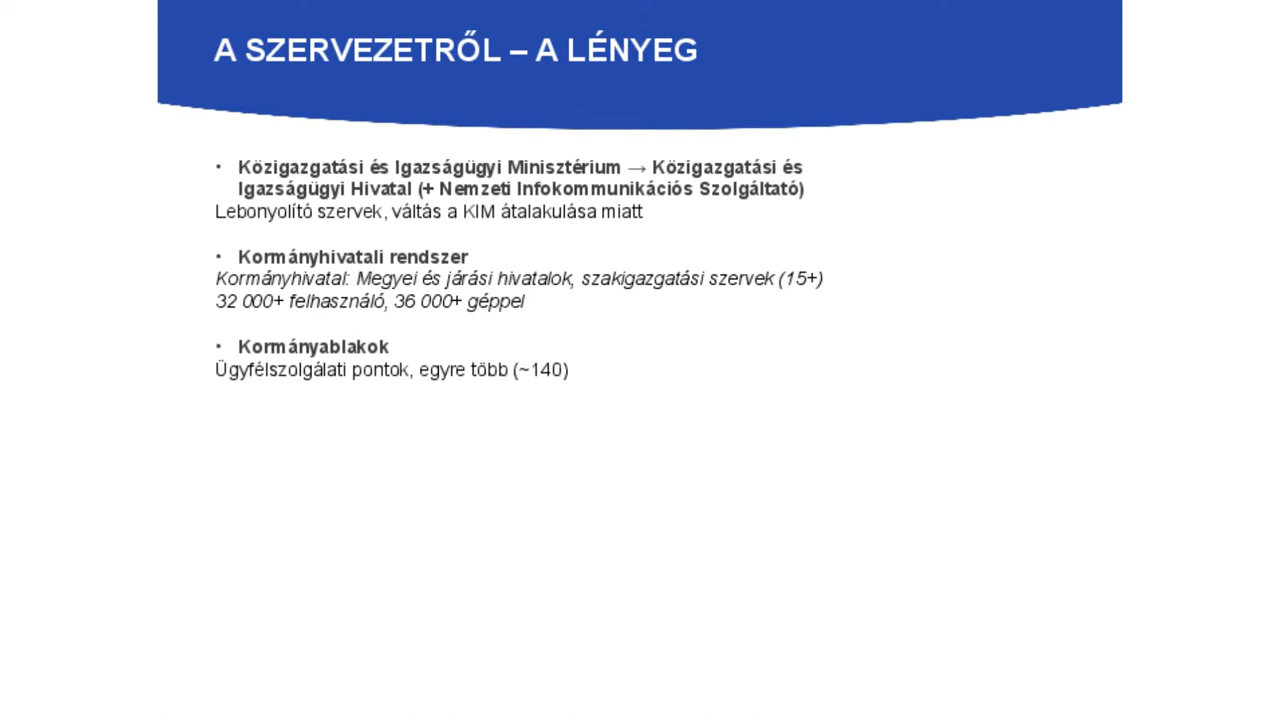 A SZERVEZETRŐL – A LÉNYEG
• Közigazgatási és Igazságügyi Minisztérium → Közigazgatási és
Igazságügyi Hivatal (+ Nemzeti Infokommunikációs Szolgáltató)
Lebonyolító szervek, váltás a KIM átalakulása miatt
• Kormányhivatali rendszer
Kormányhivatal: Megyei és járási hivatalok, szakigazgatási szervek (15+)
32 000+ felhasználó, 36 000+ géppel
• Kormányablakok
Ügyfélszolgálati pontok, egyre több (~140)